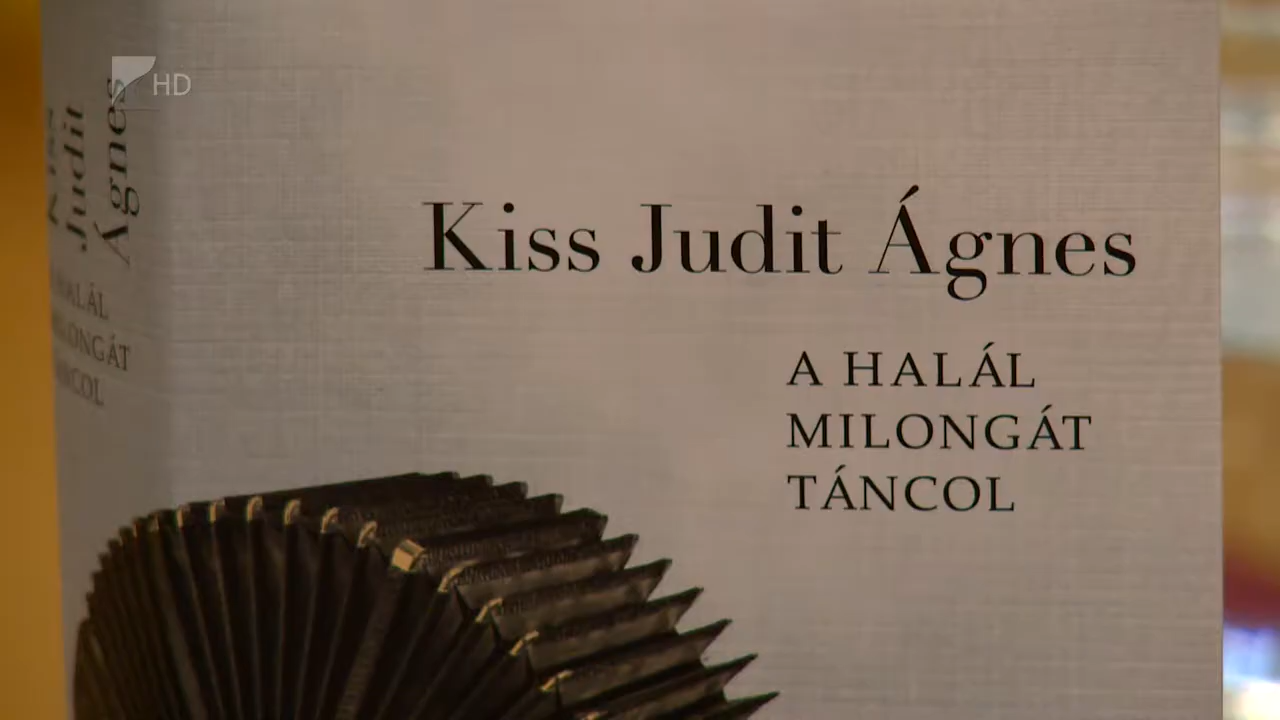 HD
Kiss Judit Ágnes
A HALÁL
MILONGÁT
TÁNCOL
Judit
Ágnes
HALÁL
MILONGÁT
TÁNCOL